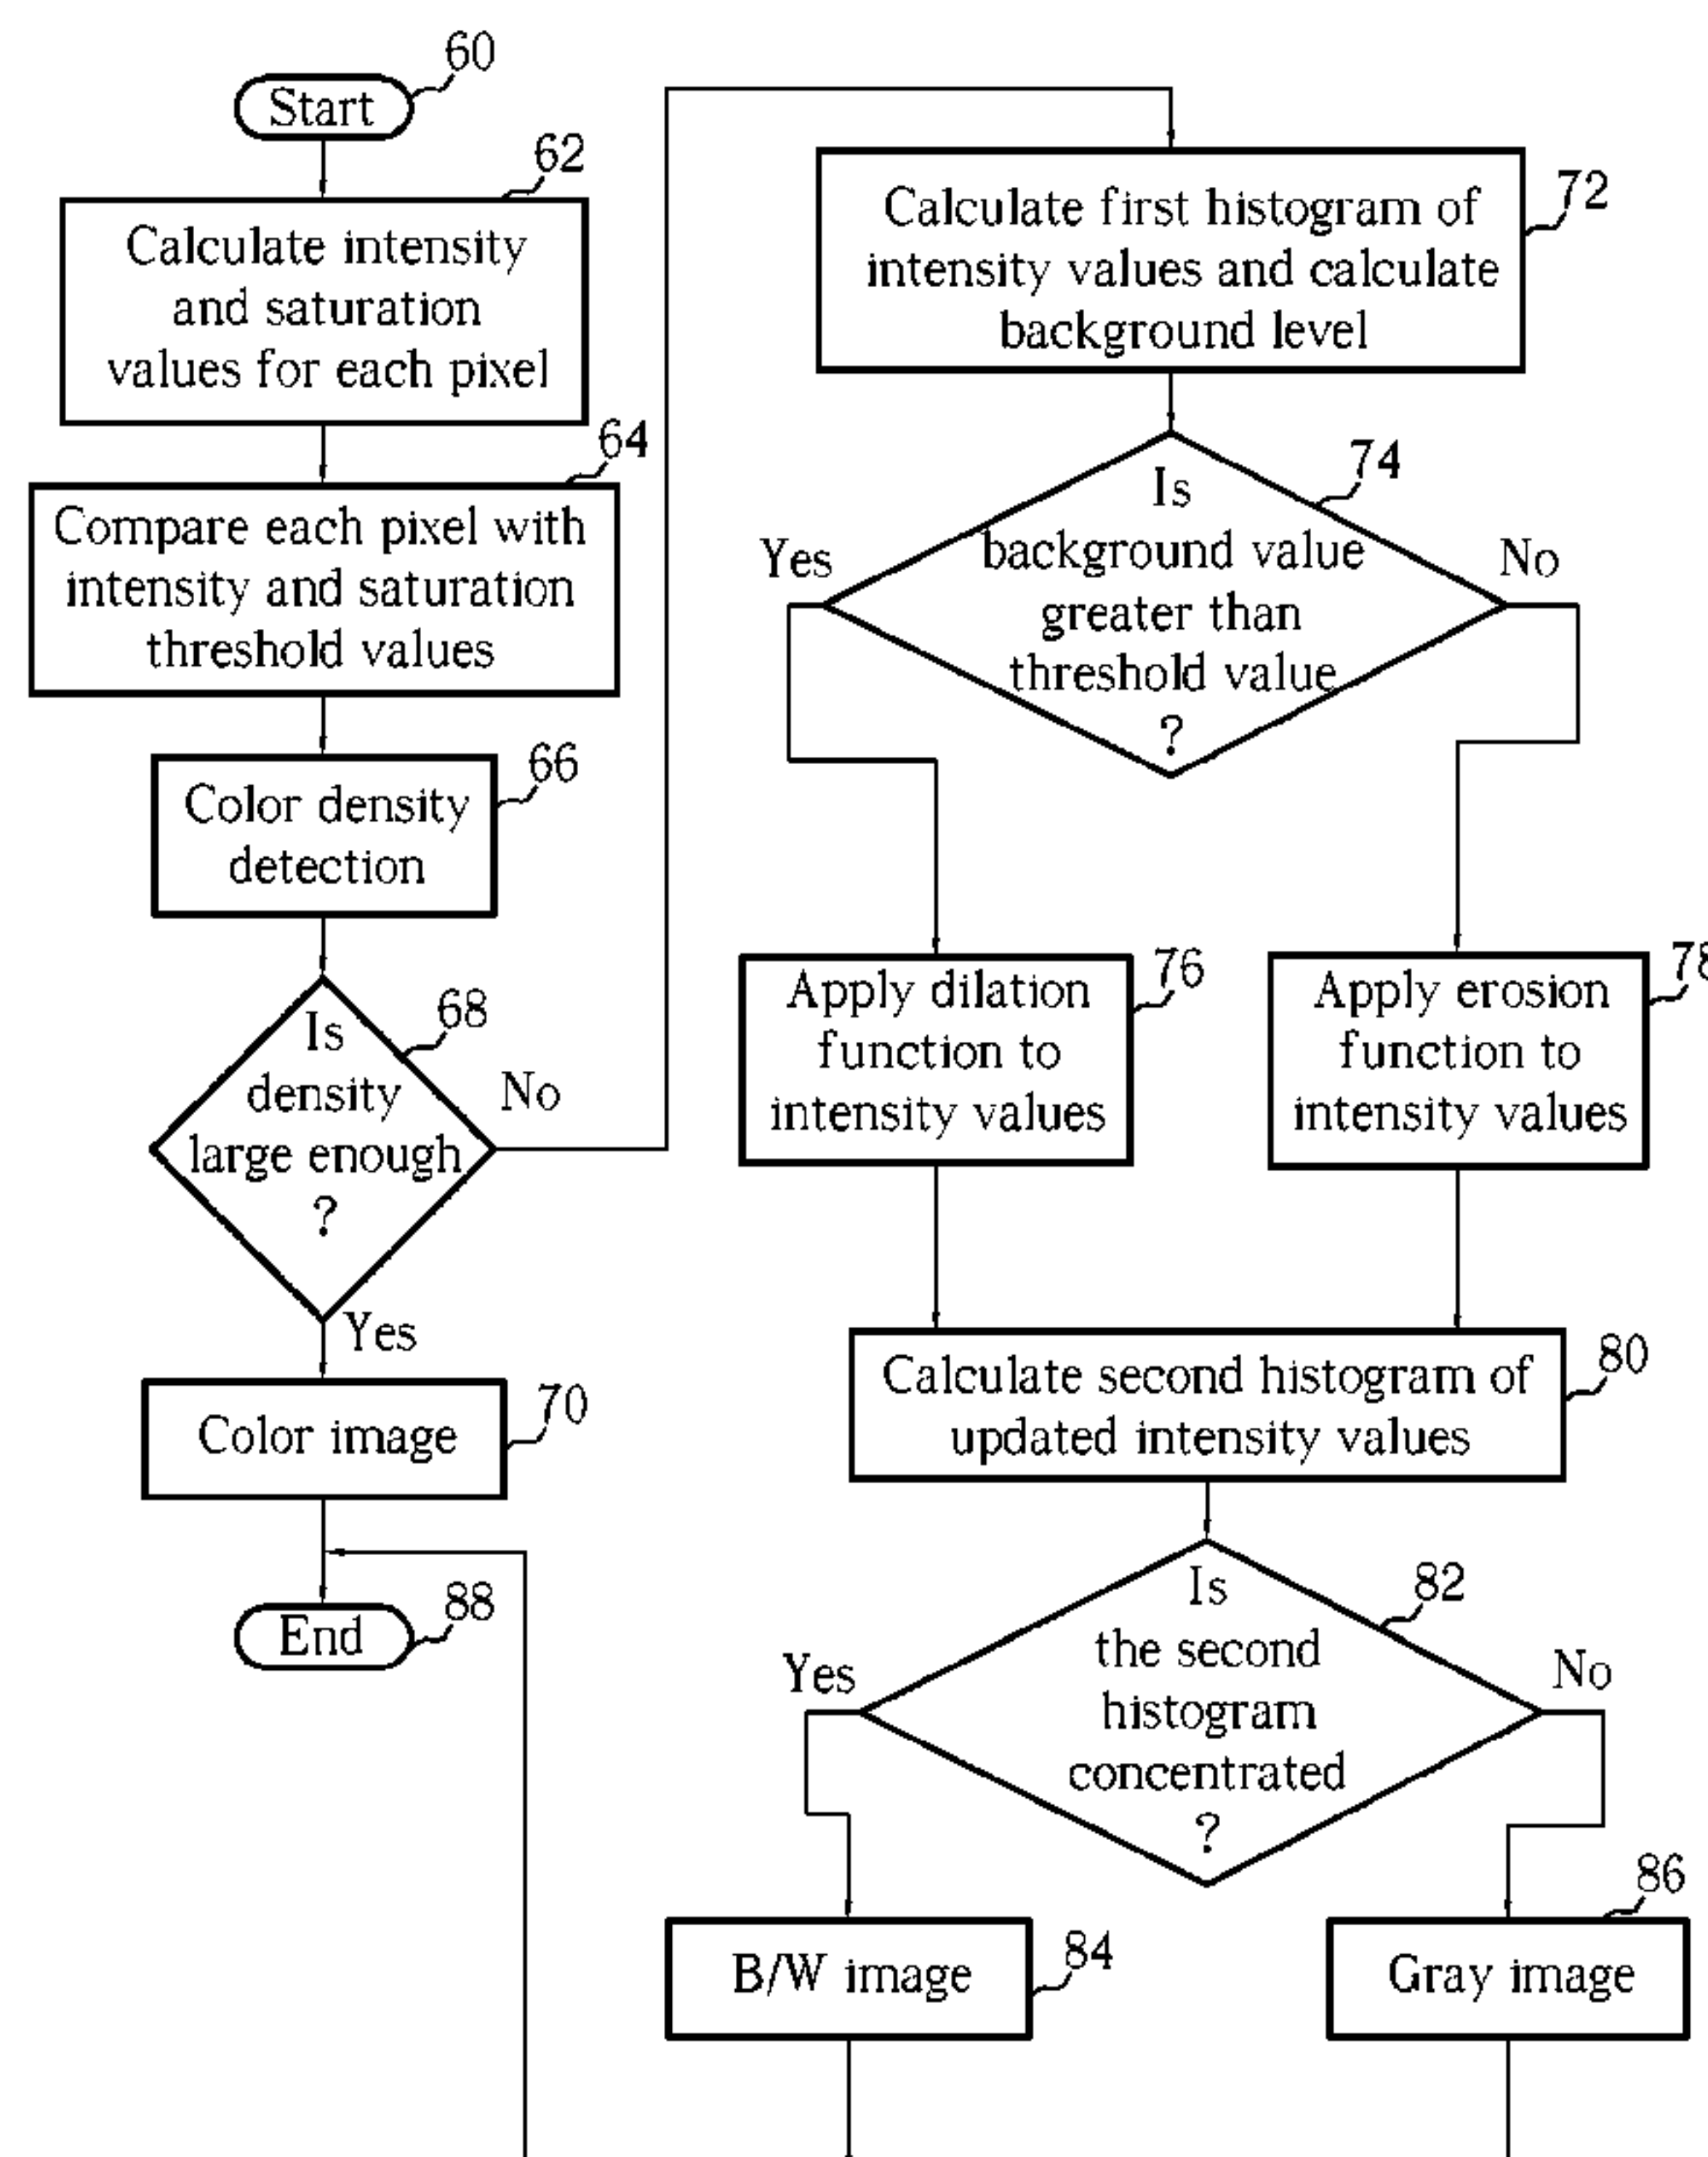 60
Start
62
Calculate intensity
and saturation
values for each pixel
64
Compare each pixel with
intensity and saturation
threshold values
66
Color density
detection
68
Is
density
large enough
?
No
Yes
70
Color image
88
End
72
Calculate first histogram of
intensity values and calculate
background level
74
Is
background value
greater than
threshold value
?
Yes
No
76
Apply dilation
function to
intensity values
78
Apply erosion
function to
intensity values
80
Calculate second histogram of
updated intensity values
82
Is
the second
histogram
concentrated
?
Yes
No
84
B/W image
86
Gray image